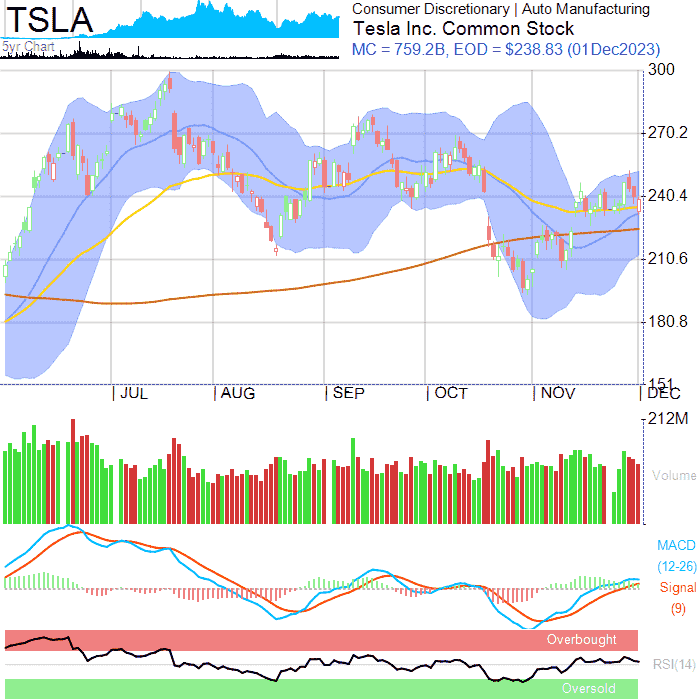 TSLA
Consumer Discretionary | Auto Manufacturing
Tesla Inc. Common Stock
5yr Chart
MC = 759.2B, EOD = $238.83 (01Dec2023)
300
270.2
240.4
210.6
180.8
151
| JUL | AUG | SEP | OCT | NOV | DEC
212M
Volume
MACD
(12-26)
Signal
(9)
Overbought
RSI(14)
Oversold